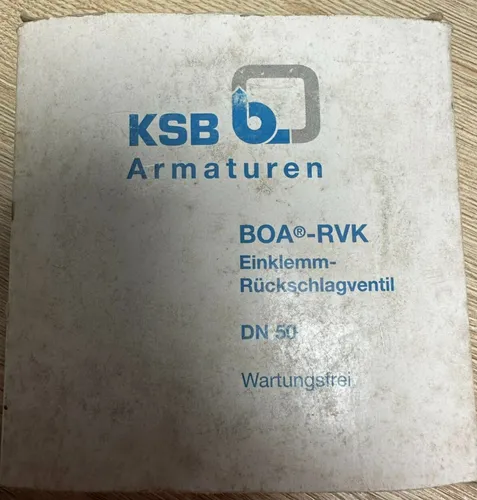 KSB b
Armaturen
BOA®-RVK
Einklemm-
Rückschlagventil
DN 50
Wartungsfrei